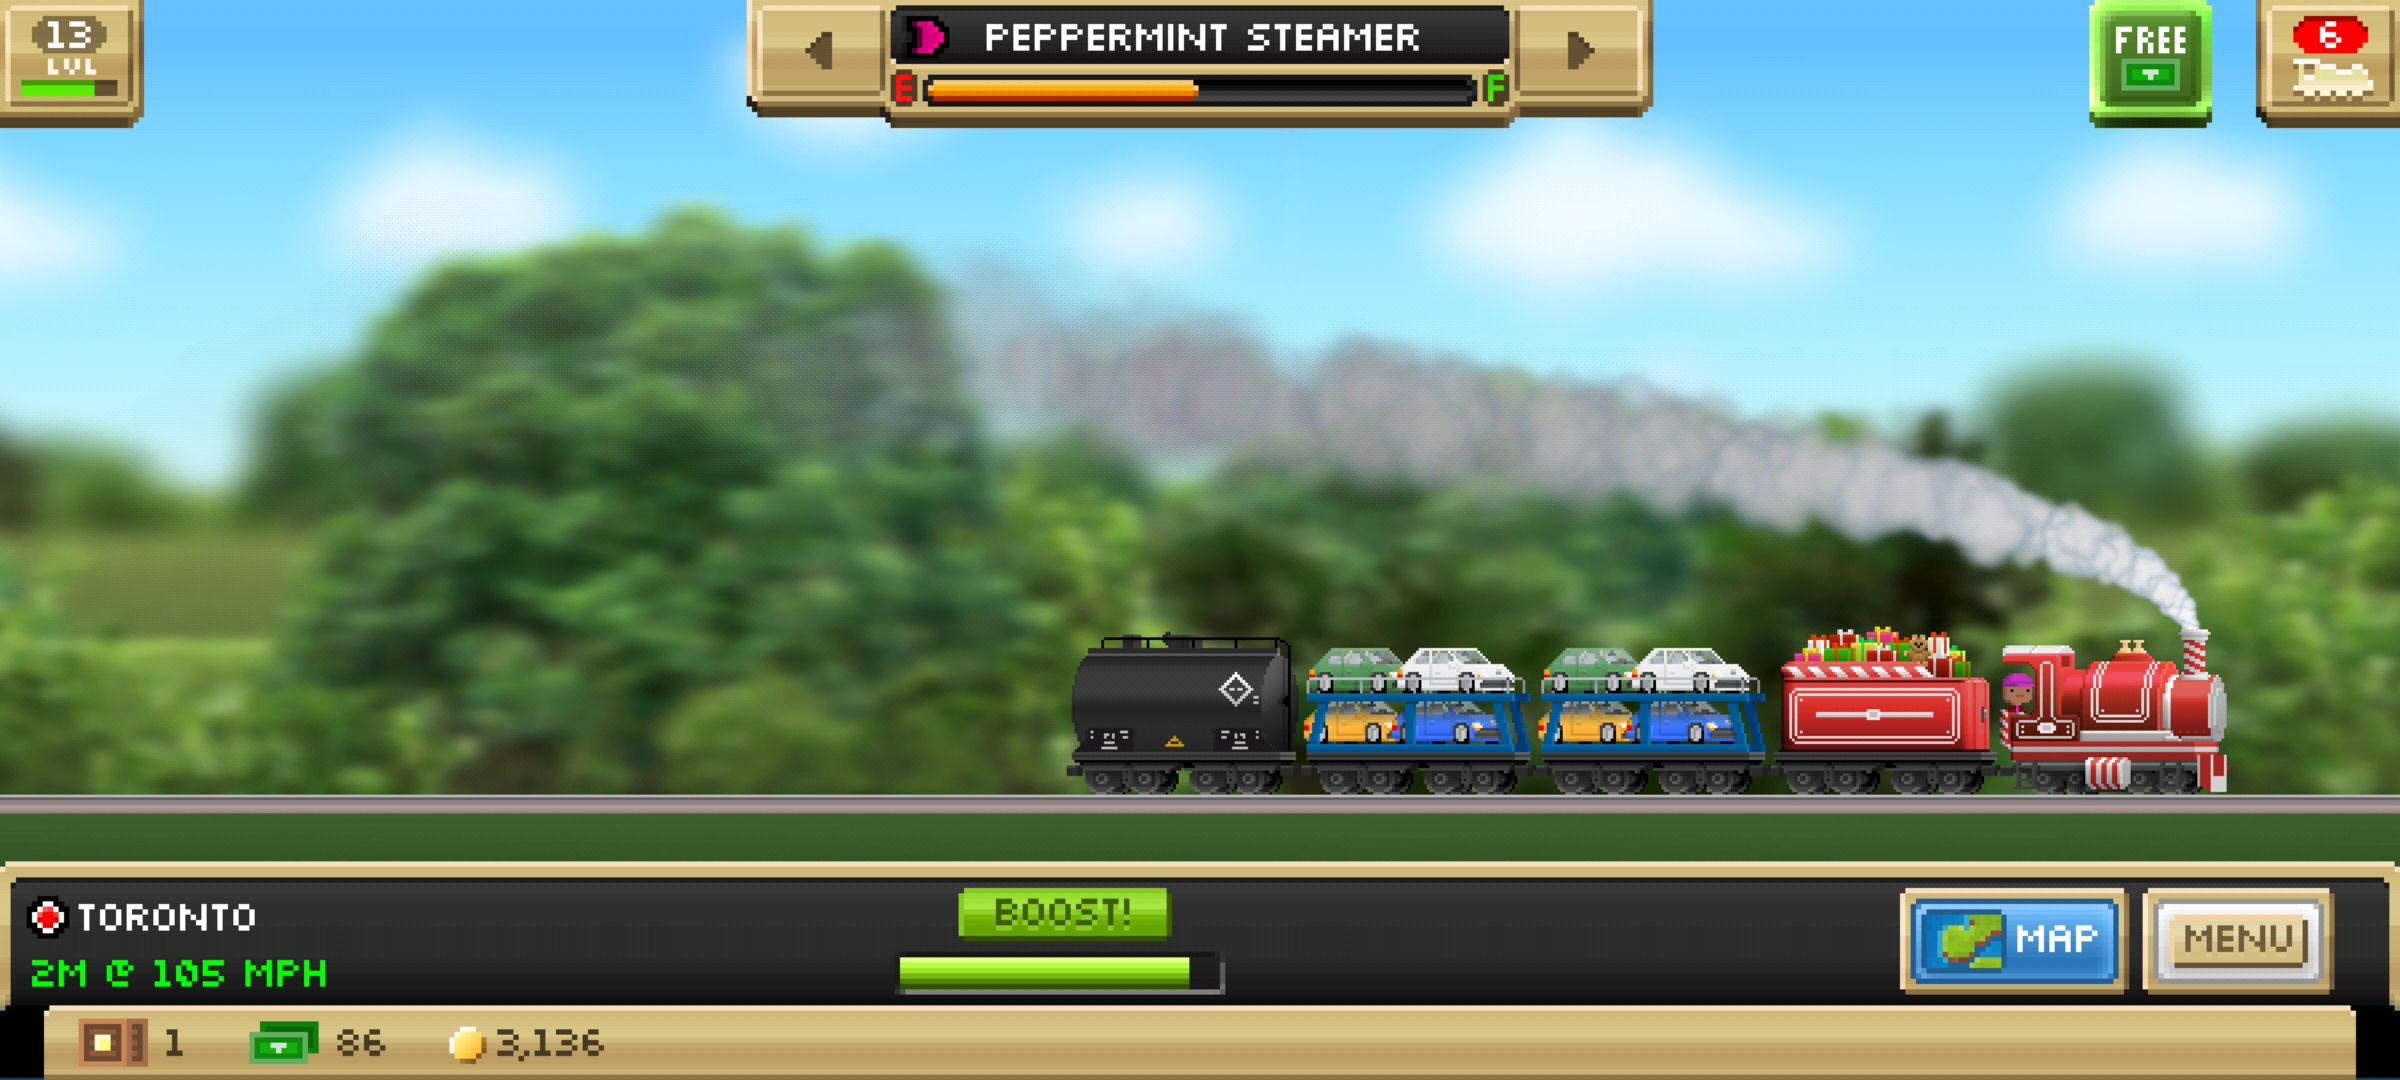 13
LVL
PEPPERMINT STEAMER
E F
FREE
6
TORONTO
2M @ 105 MPH
BOOST!
MAP
MENU
1
86
3,136